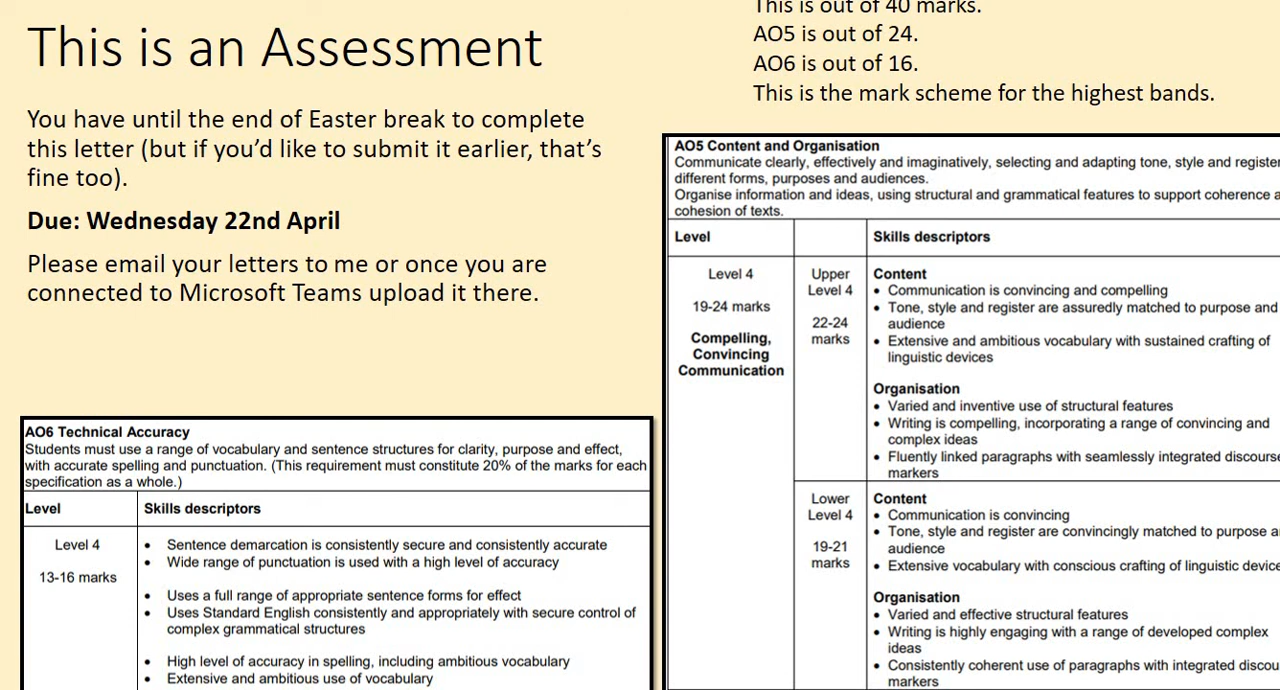 This is an Assessment
You have until the end of Easter break to complete
this letter (but if you'd like to submit it earlier, that's
fine too).
Due: Wednesday 22nd April
Please email your letters to me or once you are
connected to Microsoft Teams upload it there.
This is out of 40 marks.
AO5 is out of 24.
AO6 is out of 16.
This is the mark scheme for the highest bands.
AO6 Technical Accuracy
Students must use a range of vocabulary and sentence structures for clarity, purpose and effect,
with accurate spelling and punctuation. (This requirement must constitute 20% of the marks for each
specification as a whole.)
Level
Skills descriptors
Level 4
13-16 marks
• Sentence demarcation is consistently secure and consistently accurate
• Wide range of punctuation is used with a high level of accuracy
• Uses a full range of appropriate sentence forms for effect
• Uses Standard English consistently and appropriately with secure control of
complex grammatical structures
• High level of accuracy in spelling, including ambitious vocabulary
• Extensive and ambitious use of vocabulary
AO5 Content and Organisation
Communicate clearly, effectively and imaginatively, selecting and adapting tone, style and register
different forms, purposes and audiences.
Organise information and ideas, using structural and grammatical features to support coherence a
cohesion of texts.
Level
Skills descriptors
Level 4
19-24 marks
Compelling,
Convincing
Communication
Upper
Level 4
22-24
marks
Content
• Communication is convincing and compelling
• Tone, style and register are assuredly matched to purpose and
audience
• Extensive and ambitious vocabulary with sustained crafting of
linguistic devices
Organisation
• Varied and inventive use of structural features
• Writing is compelling, incorporating a range of convincing and
complex ideas
• Fluently linked paragraphs with seamlessly integrated discourse
markers
Lower
Level 4
19-21
marks
Content
• Communication is convincing
• Tone, style and register are convincingly matched to purpose a
audience
• Extensive vocabulary with conscious crafting of linguistic device
Organisation
• Varied and effective structural features
• Writing is highly engaging with a range of developed complex
ideas
• Consistently coherent use of paragraphs with integrated discou
markers